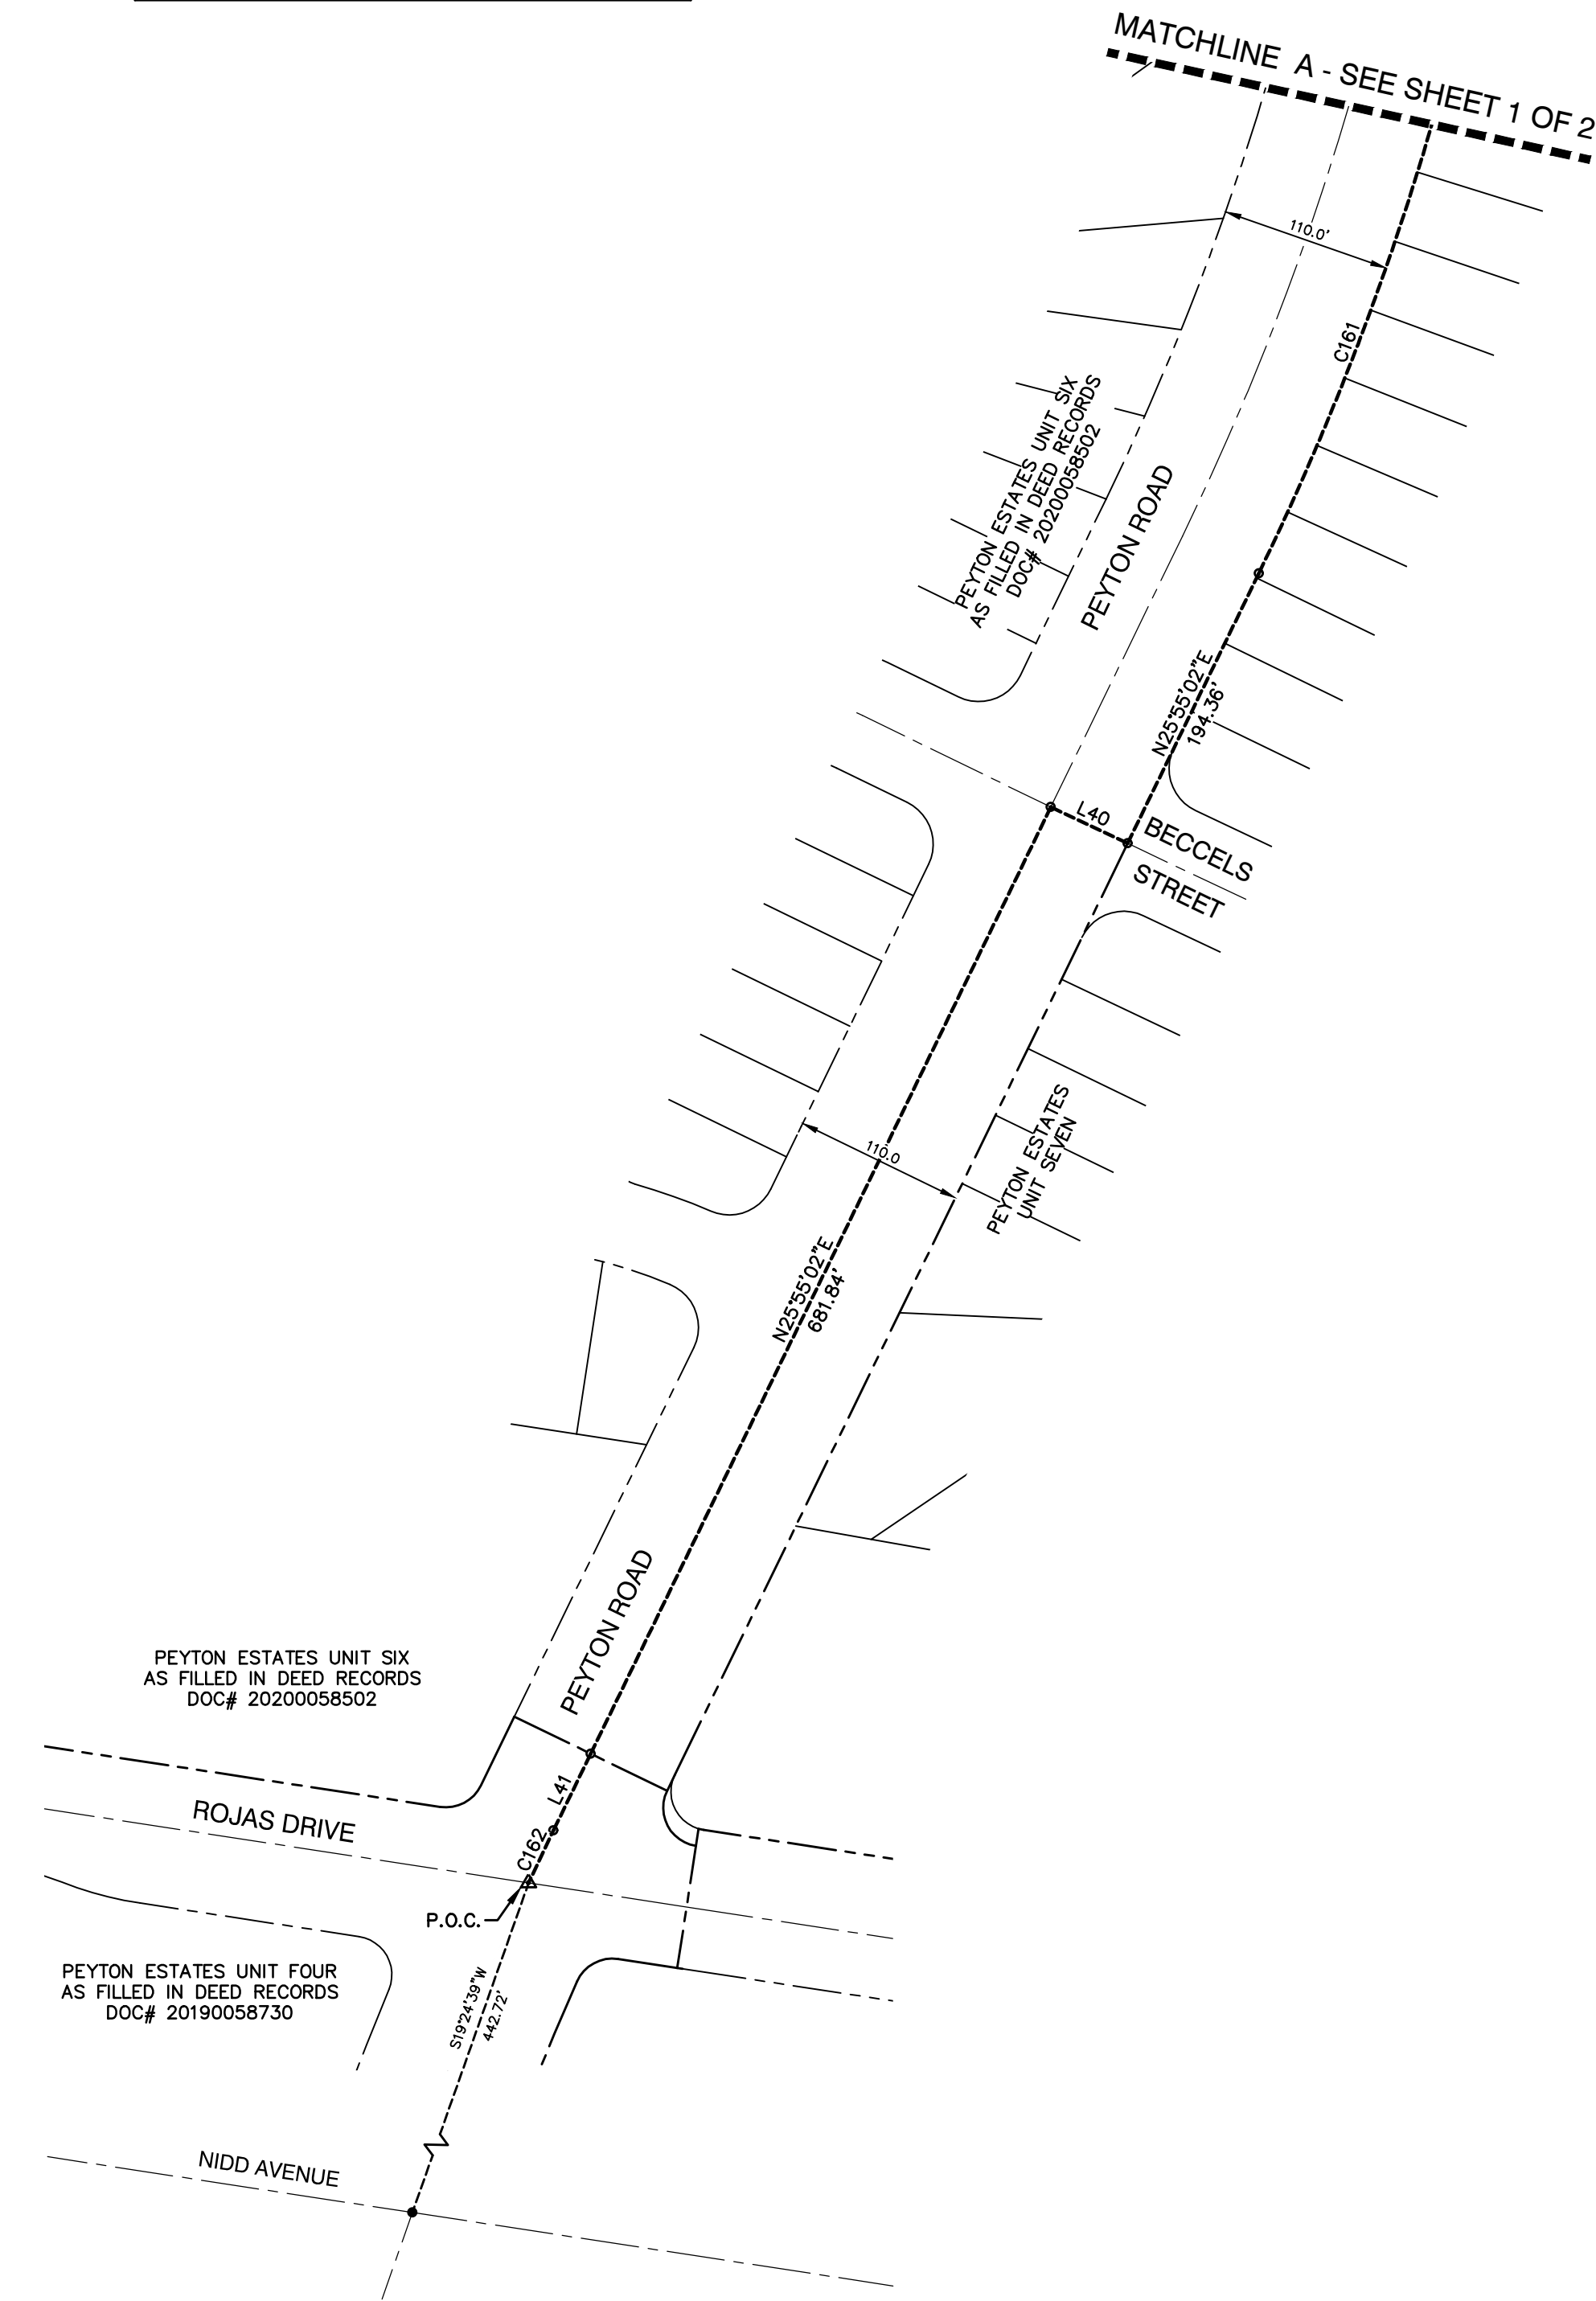 MATCHLINE A - SEE SHEET 1 OF 2
110.0'
C161
PEYTON ESTATES UNIT SIX
AS FILLED IN DEED RECORDS
DOC# 20200058502
PEYTON ROAD
N25°55'02"E
194.36'
L40
BECCELS
STREET
110.0
PEYTON ESTATES
UNIT SEVEN
N25°55'02"E
681.84'
PEYTON ROAD
PEYTON ESTATES UNIT SIX
AS FILLED IN DEED RECORDS
DOC# 20200058502
L41
ROJAS DRIVE
C162
P.O.C.
PEYTON ESTATES UNIT FOUR
AS FILLED IN DEED RECORDS
DOC# 20190058730
S19°24'39"W
442.72'
NIDD AVENUE